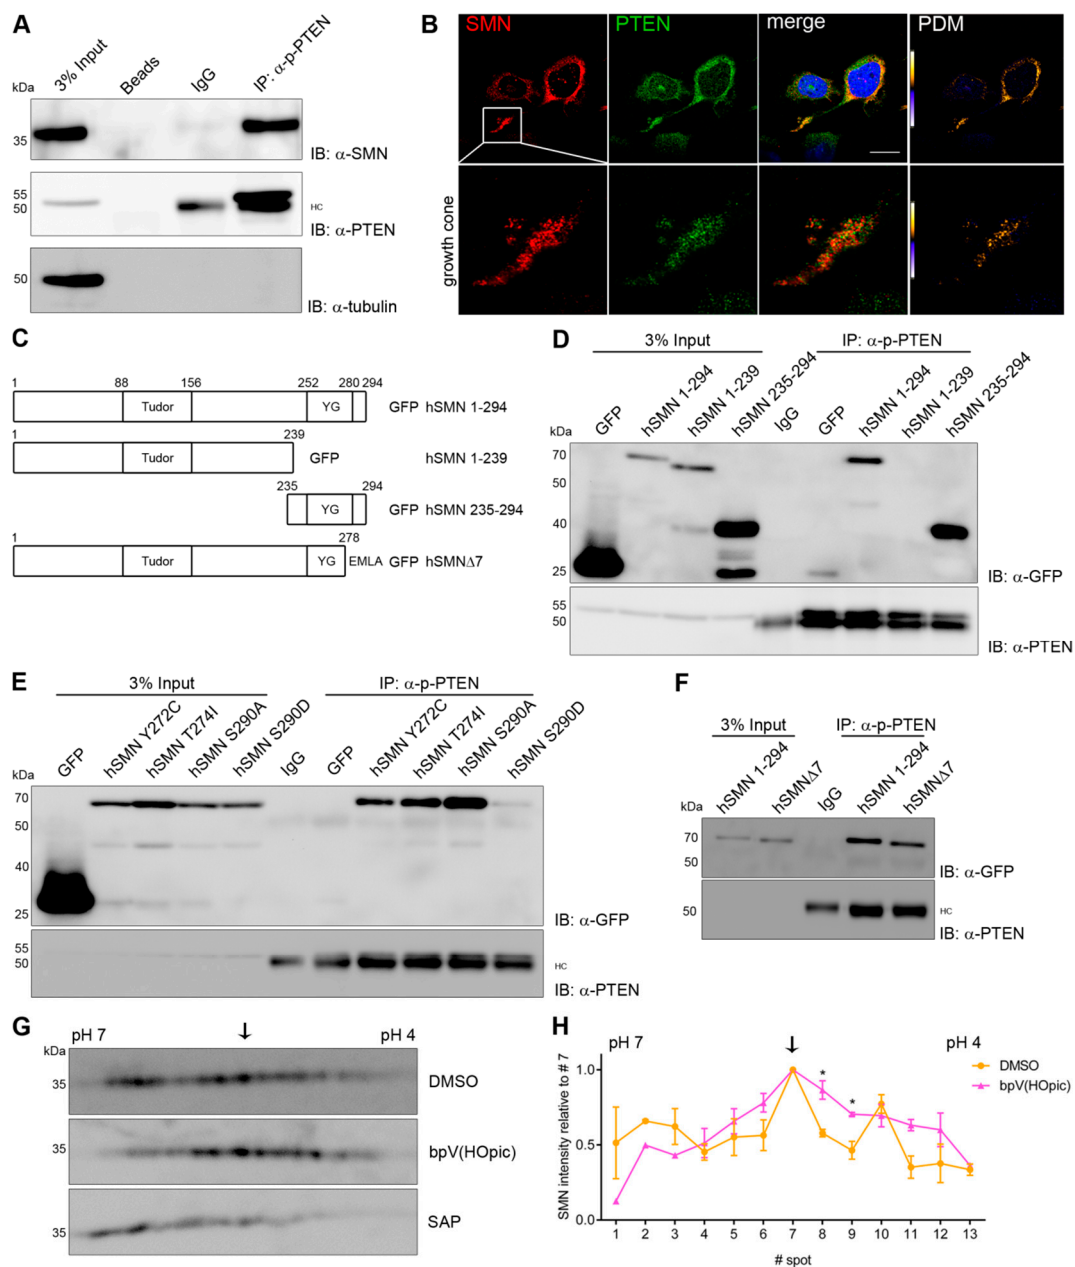 A
3% Input
Beads
IgG
IP: α-p-PTEN
kDa
35
IB: α-SMN
55
50
HC
IB: α-PTEN
50
IB: α-tubulin
B
SMN
PTEN
merge
PDM
growth cone
C
1 88 156 252 280 294
Tudor YG GFP hSMN 1-294
1 239
Tudor GFP hSMN 1-239
235 294
YG GFP hSMN 235-294
1 278
Tudor YG EMLA GFP hSMNΔ7
D
3% Input IP: α-p-PTEN
GFP
hSMN 1-294
hSMN 1-239
hSMN 235-294
IgG
GFP
hSMN 1-294
hSMN 1-239
hSMN 235-294
kDa
70
50
40
25
IB: α-GFP
55
50
IB: α-PTEN
E
3% Input IP: α-p-PTEN
GFP
hSMN Y272C
hSMN T274I
hSMN S290A
hSMN S290D
IgG
GFP
hSMN Y272C
hSMN T274I
hSMN S290A
hSMN S290D
kDa
70
50
40
25
IB: α-GFP
55
50
HC
IB: α-PTEN
F
3% Input IP: α-p-PTEN
hSMN 1-294
hSMNΔ7
IgG
hSMN 1-294
hSMNΔ7
kDa
70
50
IB: α-GFP
50
HC
IB: α-PTEN
G
pH 7 ↓ pH 4
kDa
35
DMSO
35
bpV(HOpic)
35
SAP
H
pH 7 ↓ pH 4
DMSO
bpV(HOpic)
* *
SMN intensity relative to # 7
1.0
0.5
0.0
1 2 3 4 5 6 7 8 9 10 11 12 13
# spot